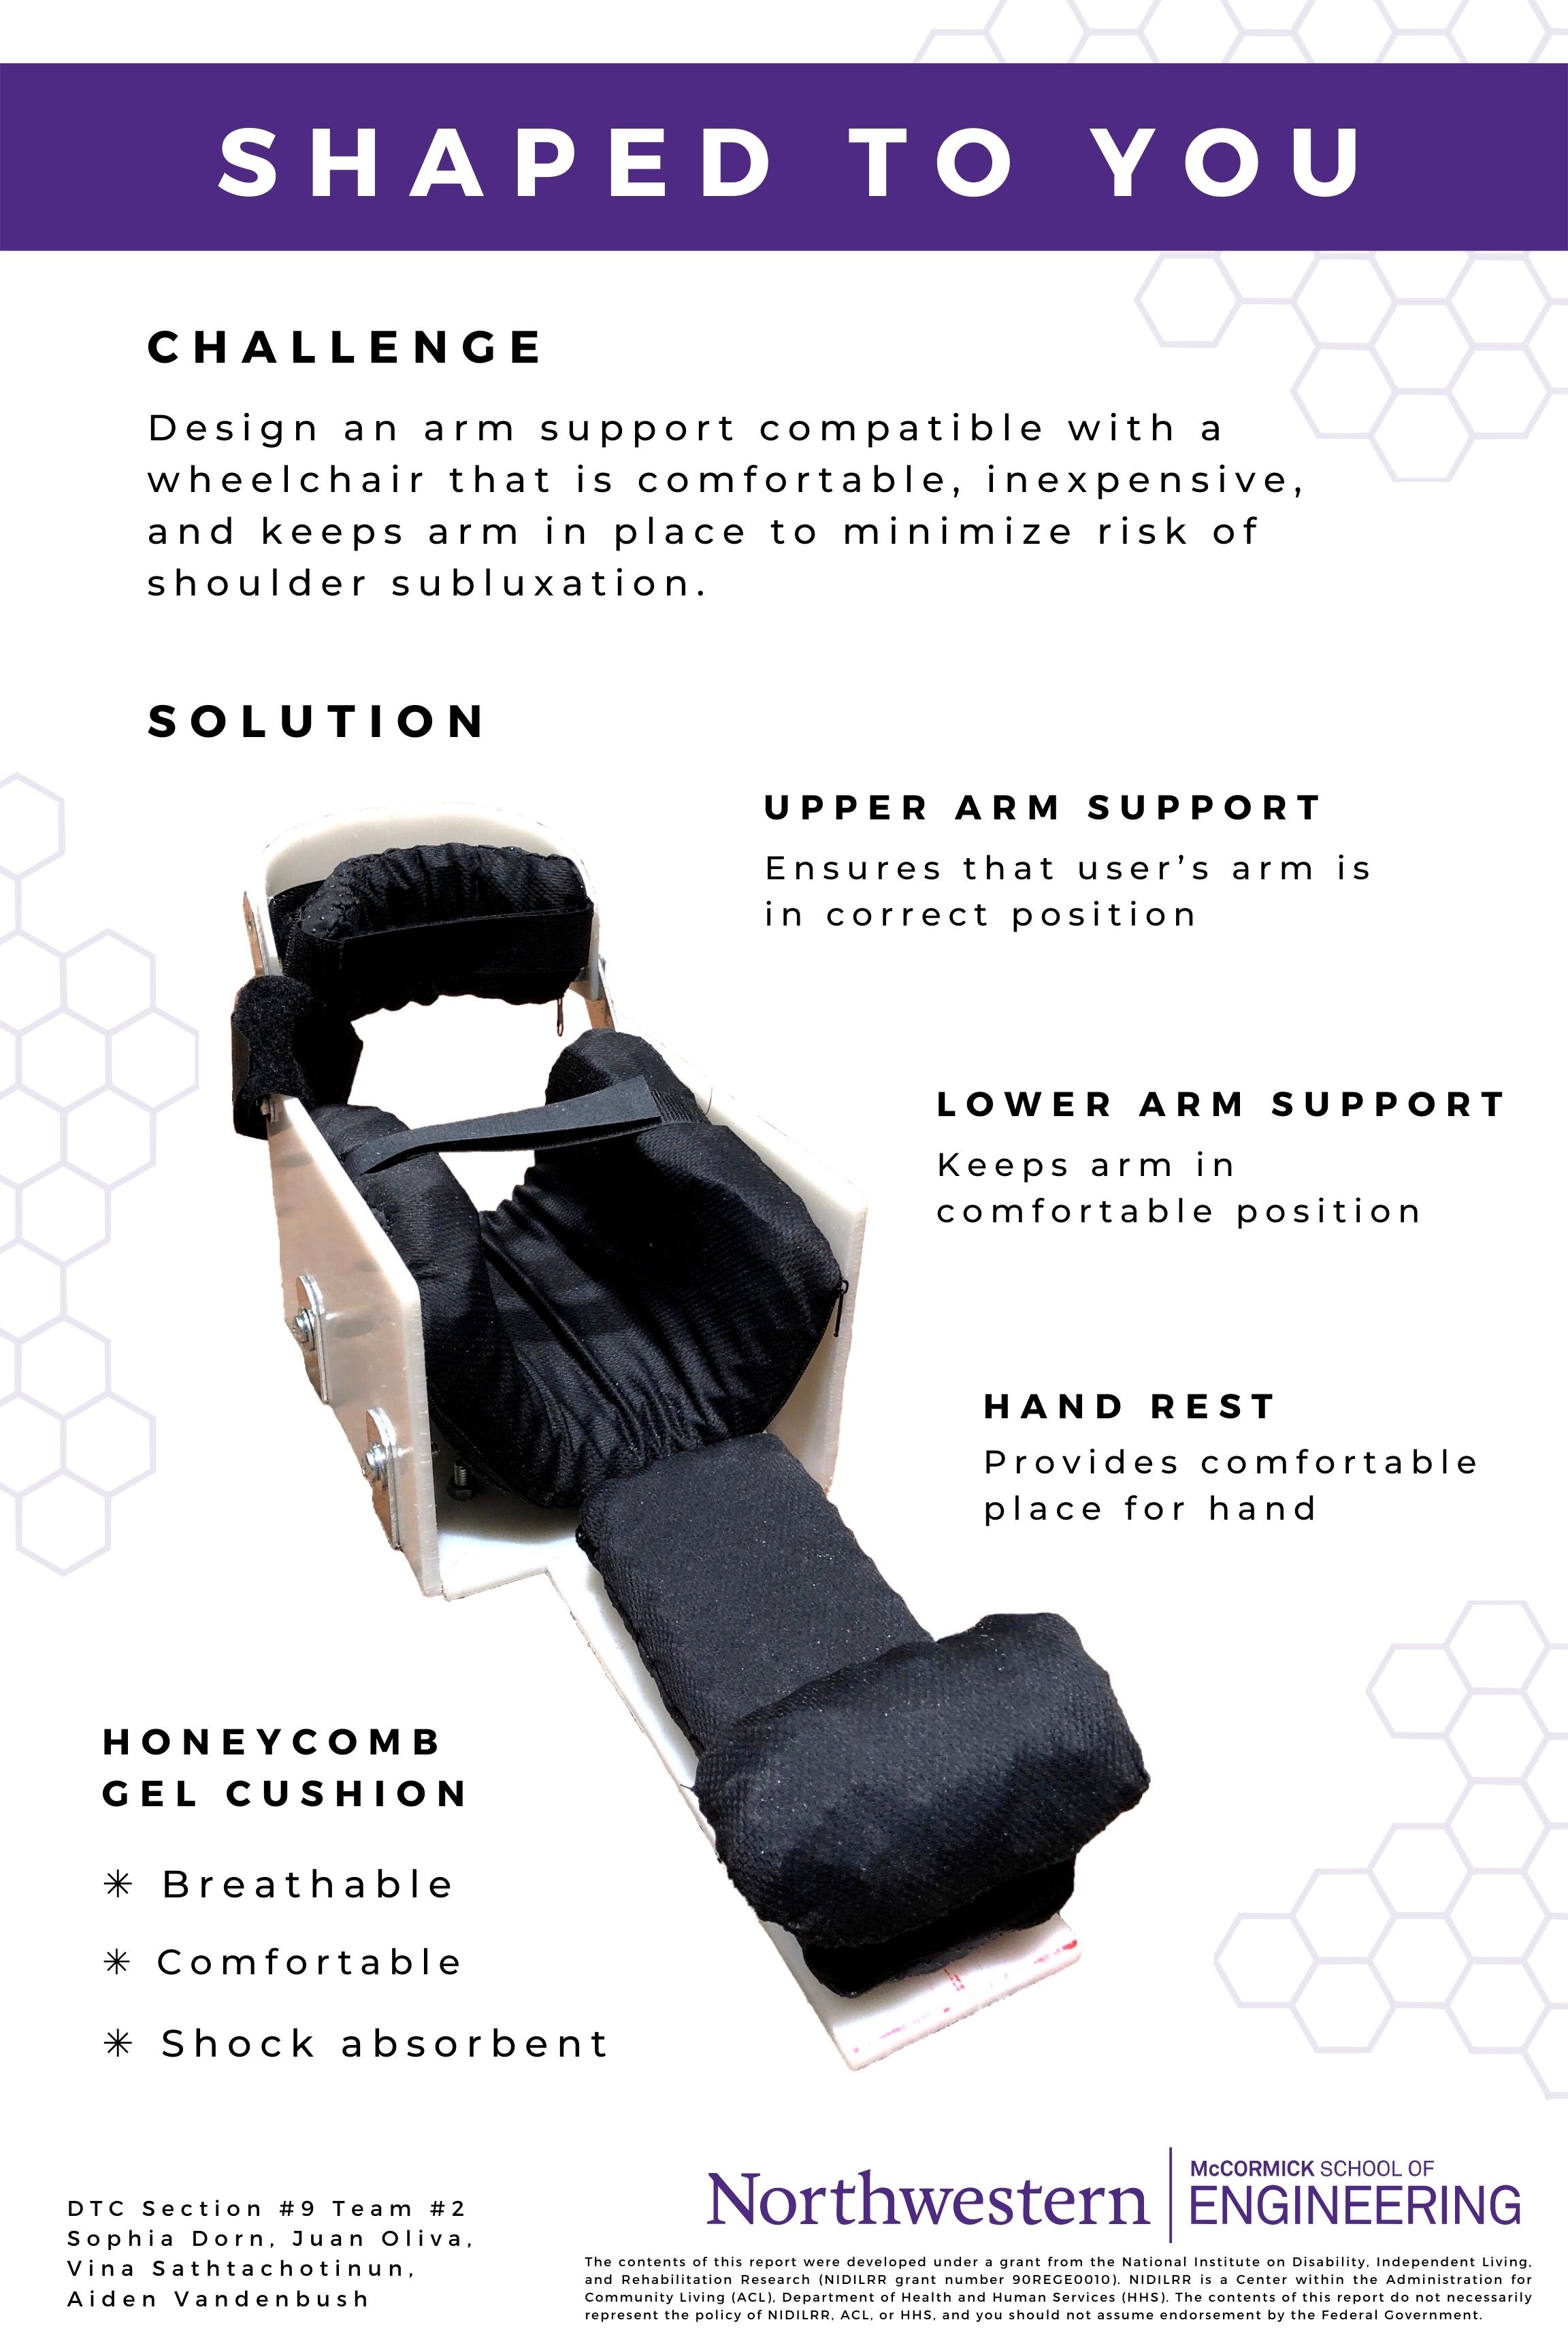 SHAPED TO YOU
CHALLENGE
Design an arm support compatible with a
wheelchair that is comfortable, inexpensive,
and keeps arm in place to minimize risk of
shoulder subluxation.
SOLUTION
UPPER ARM SUPPORT
Ensures that user’s arm is
in correct position
LOWER ARM SUPPORT
Keeps arm in
comfortable position
HAND REST
Provides comfortable
place for hand
HONEYCOMB
GEL CUSHION
✳ Breathable
✳ Comfortable
✳ Shock absorbent
DTC Section #9 Team #2
Sophia Dorn, Juan Oliva,
Vina Sathtachotinun,
Aiden Vandenbush
Northwestern
McCORMICK SCHOOL OF
ENGINEERING
The contents of this report were developed under a grant from the National Institute on Disability, Independent Living,
and Rehabilitation Research (NIDILRR grant number 90REGE0010). NIDILRR is a Center within the Administration for
Community Living (ACL), Department of Health and Human Services (HHS). The contents of this report do not necessarily
represent the policy of NIDILRR, ACL, or HHS, and you should not assume endorsement by the Federal Government.